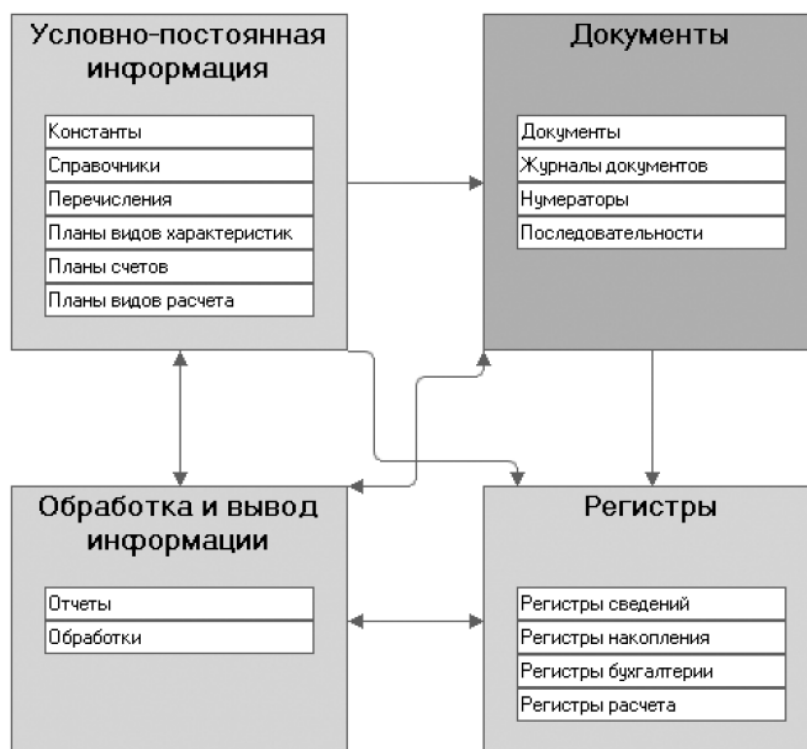 Условно-постоянная
информация
Константы
Справочники
Перечисления
Планы видов характеристик
Планы счетов
Планы видов расчета
Документы
Документы
Журналы документов
Нумераторы
Последовательности
Обработка и вывод
информации
Отчеты
Обработки
Регистры
Регистры сведений
Регистры накопления
Регистры бухгалтерии
Регистры расчета